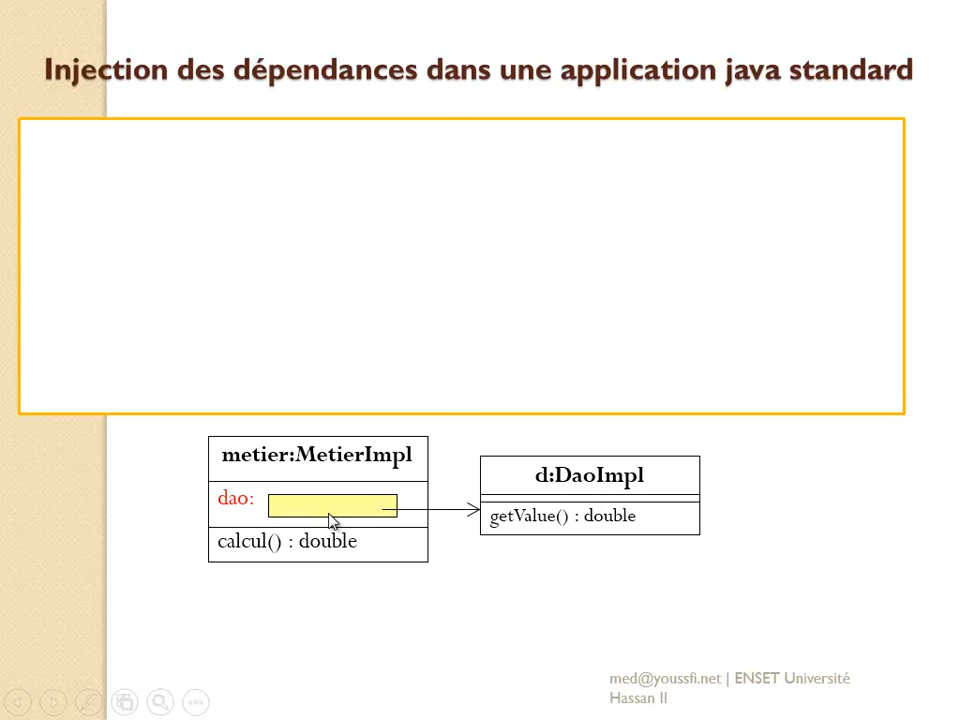 Injection des dépendances dans une application java standard
metier:MetierImpl
dao:
calcul() : double
d:DaoImpl
getValue() : double
med@youssfi.net | ENSET Université
Hassan II